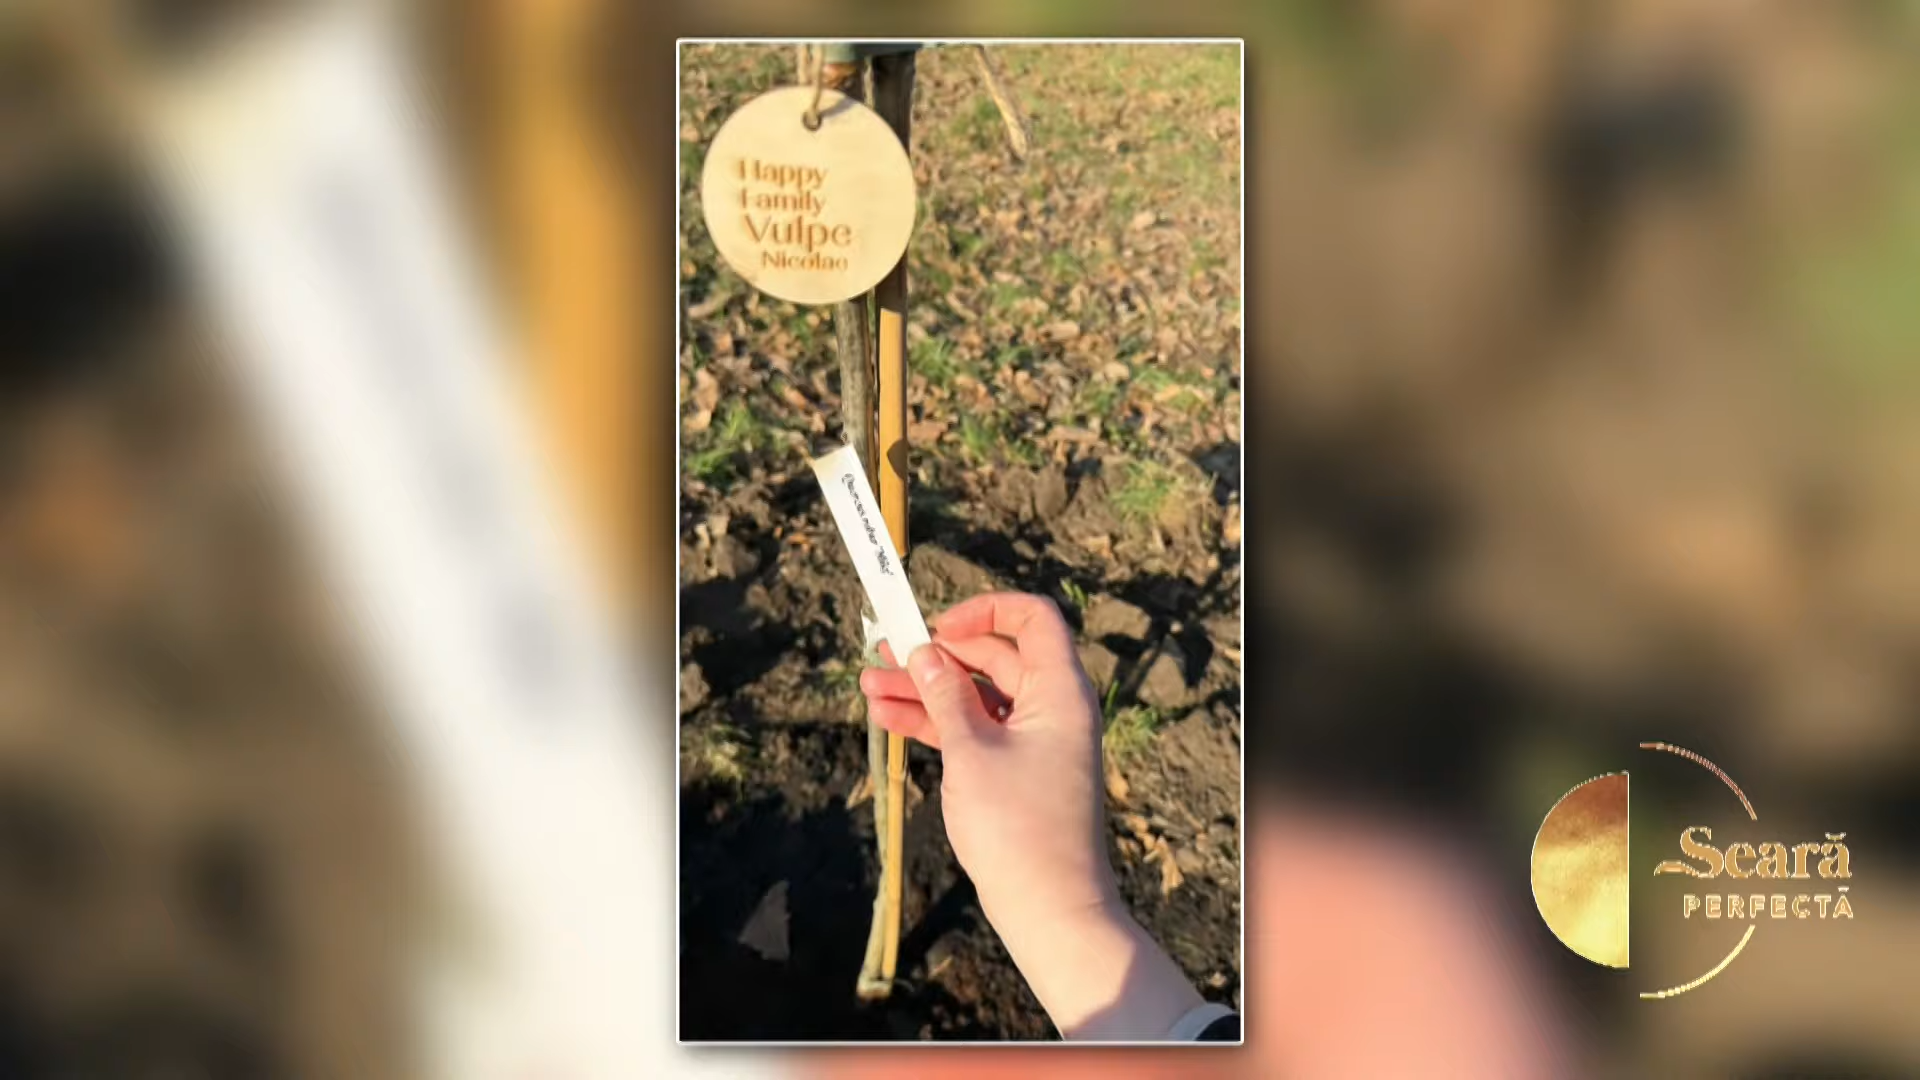 Happy
Family
Vulpe
Nicolae
Seară
PERFECTĂ